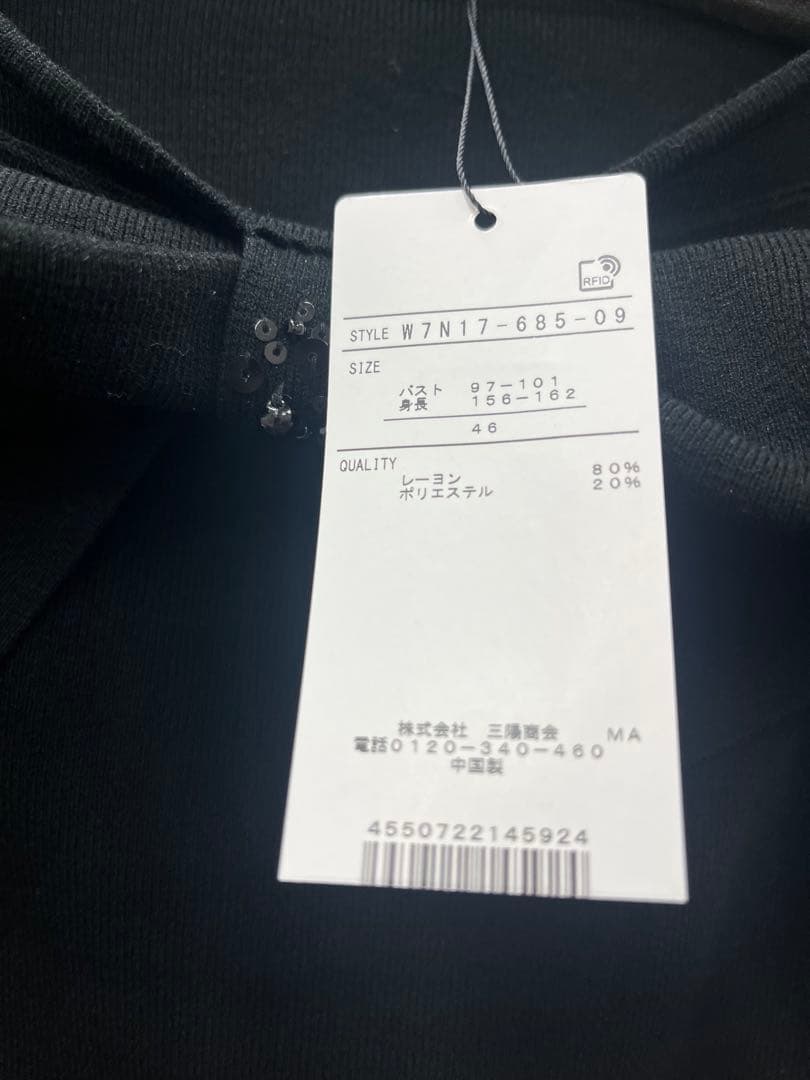 RFID
STYLE W7N17-685-09
SIZE
バスト 97-101
身長 156-162
46
QUALITY
レーヨン 80%
ポリエステル 20%
株式会社 三陽商会 MA
電話0120-340-460
中国製
4550722145924